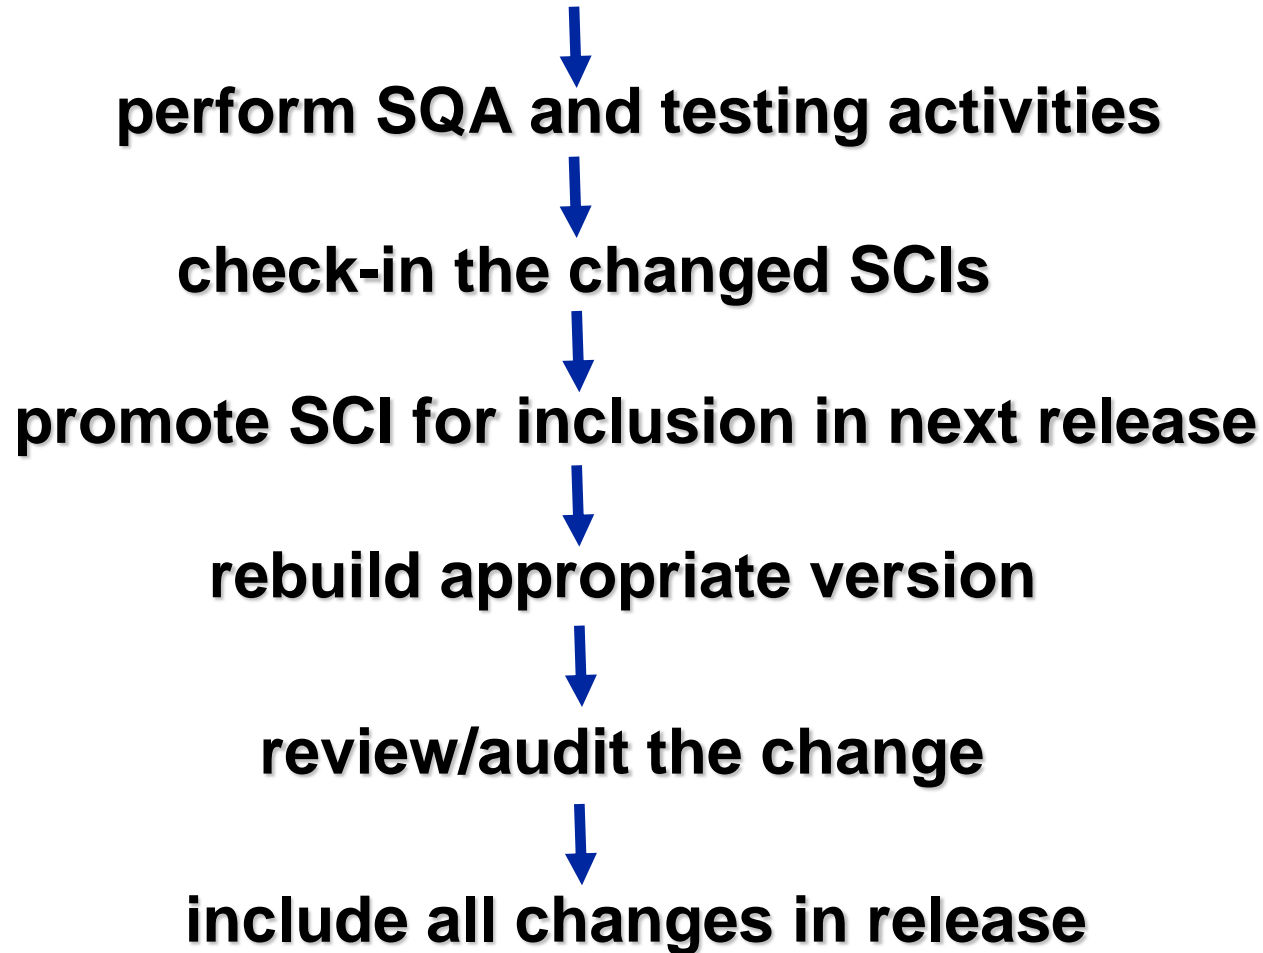 perform SQA and testing activities
check-in the changed SCIs
promote SCI for inclusion in next release
rebuild appropriate version
review/audit the change
include all changes in release